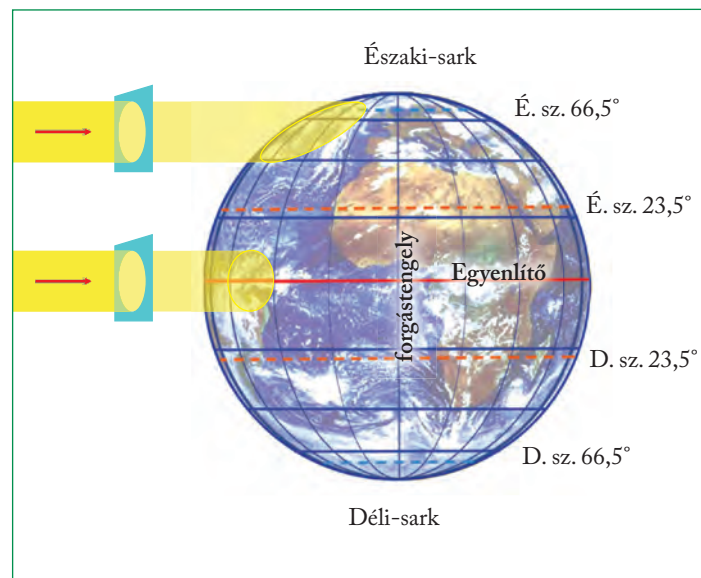 Északi-sark
É. sz. 66,5°
É. sz. 23,5°
forgástengely
Egyenlítő
D. sz. 23,5°
D. sz. 66,5°
Déli-sark